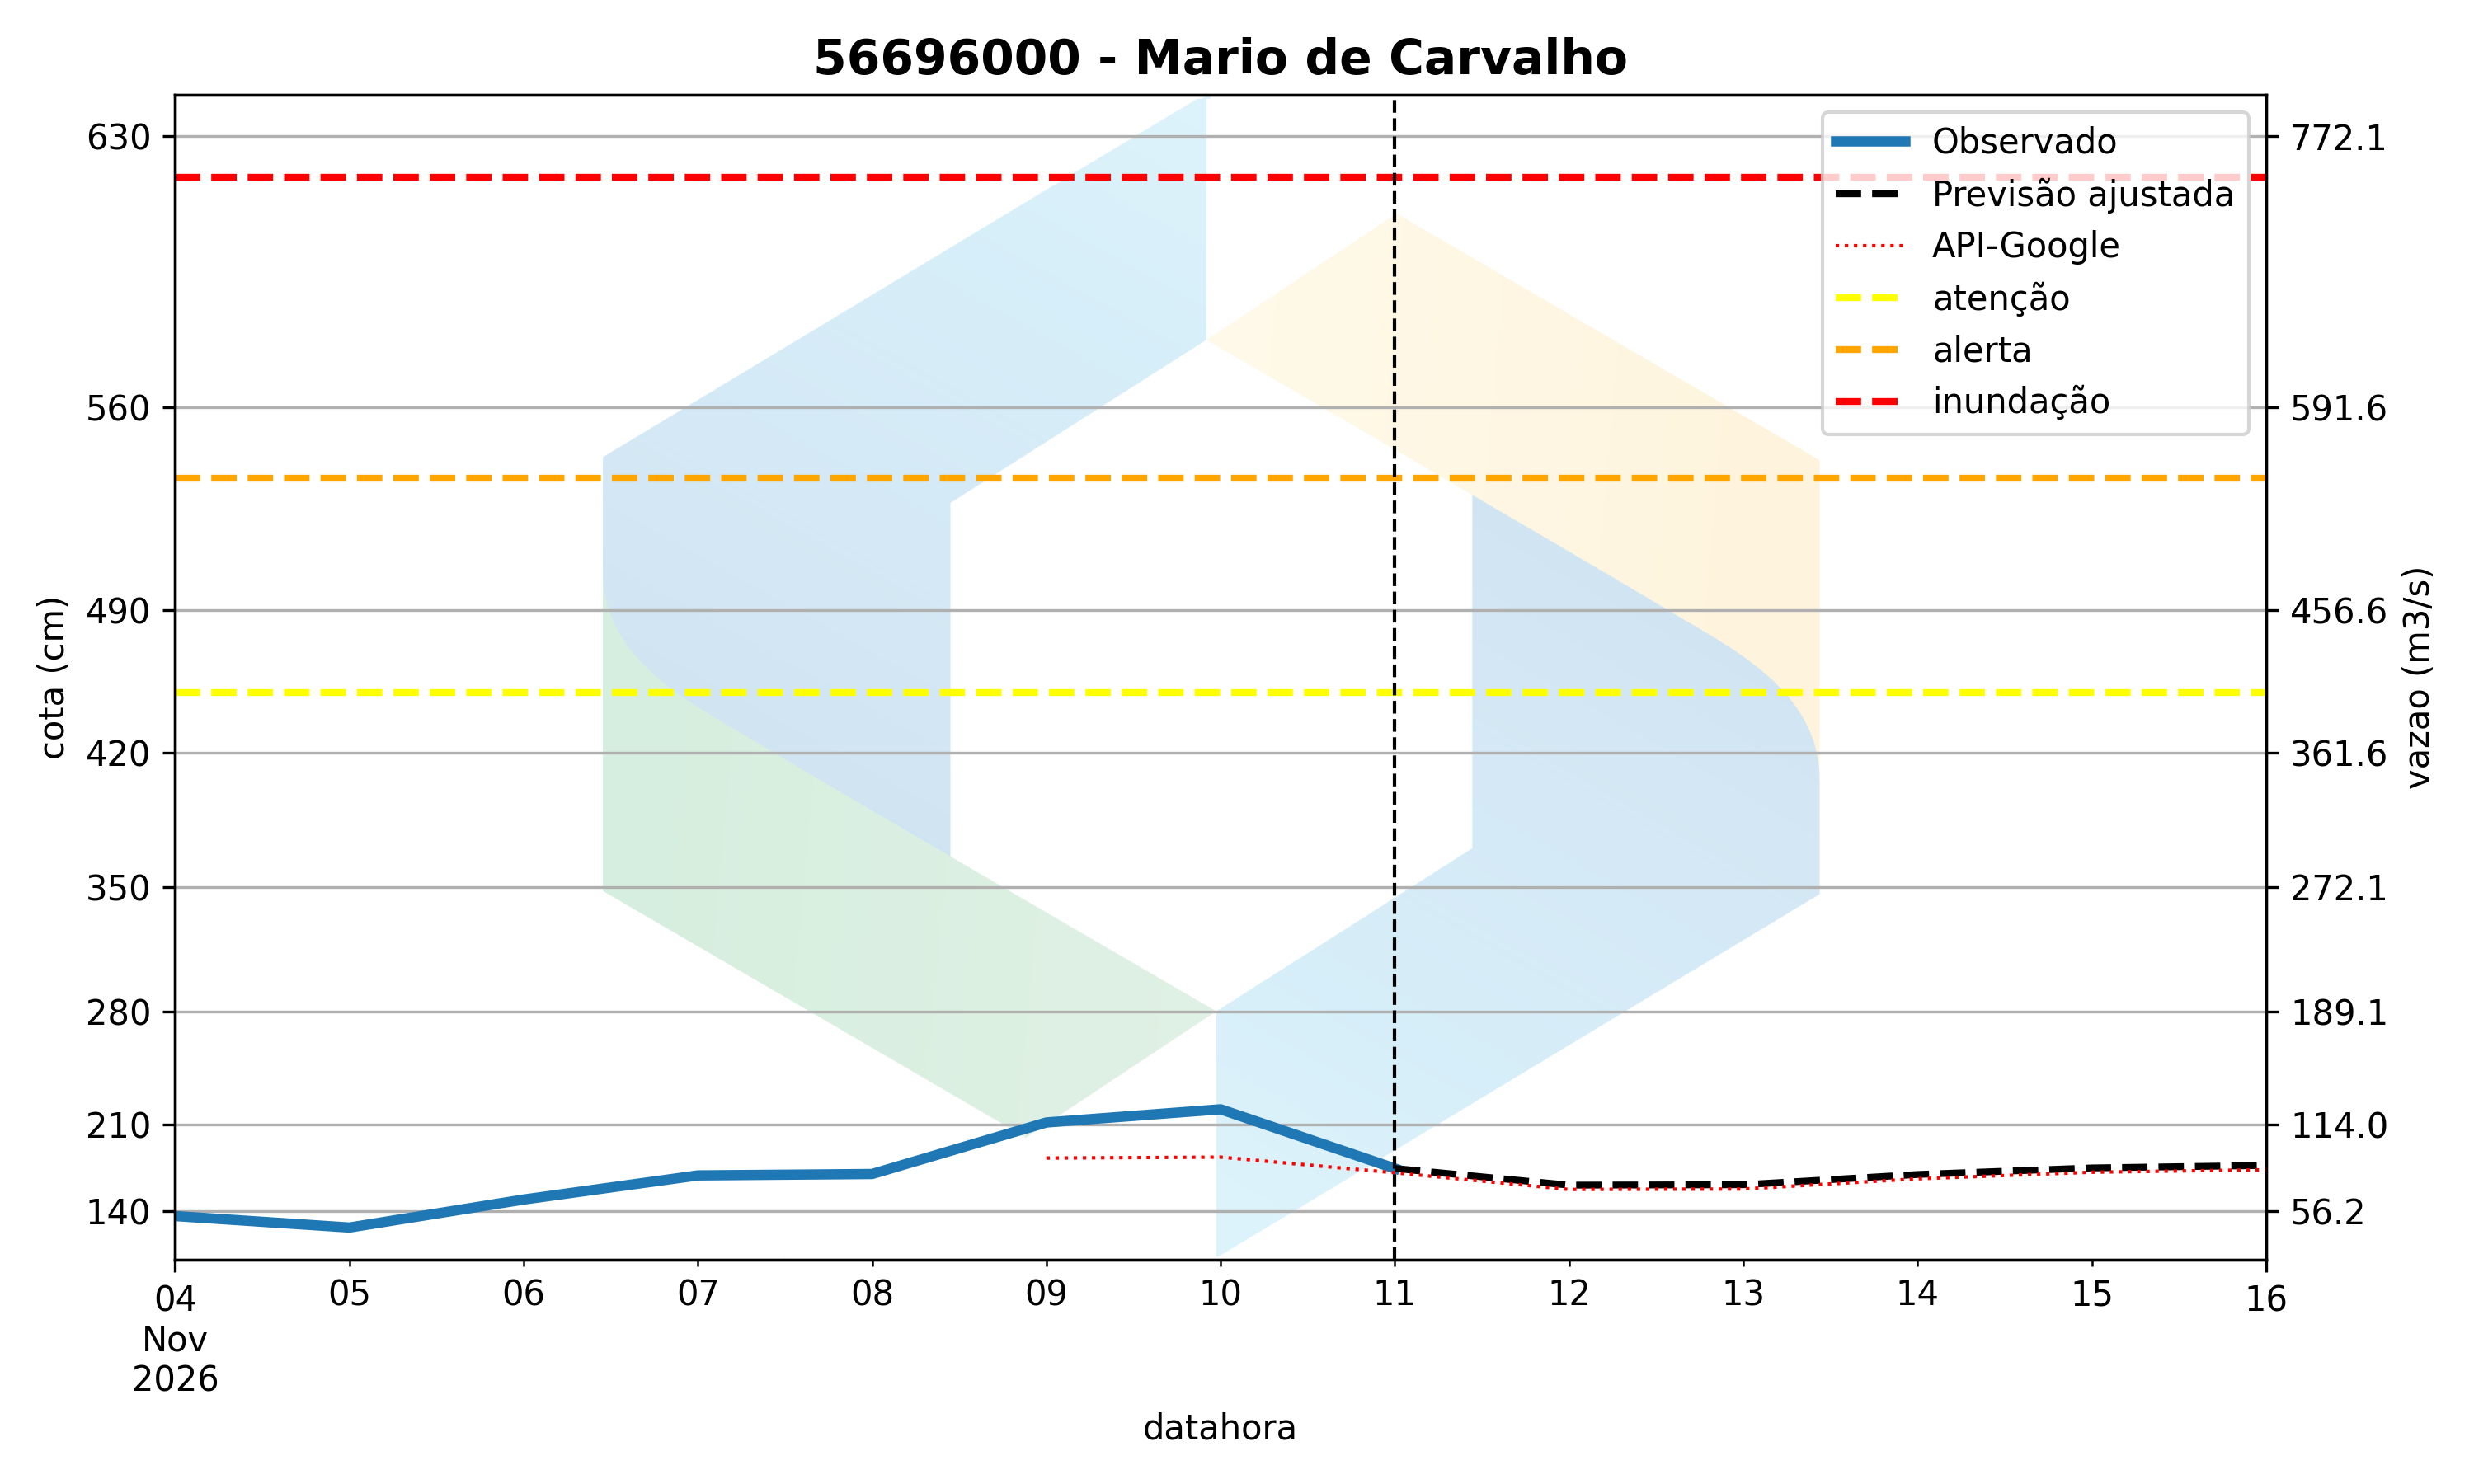 56696000 - Mario de Carvalho
630
560
490
420
350
280
210
140
cota (cm)
772.1
591.6
456.6
361.6
272.1
189.1
114.0
56.2
vazao (m3/s)
Observado
Previsão ajustada
API-Google
atenção
alerta
inundação
04 05 06 07 08 09 10 11 12 13 14 15 16
Nov
2026
datahora